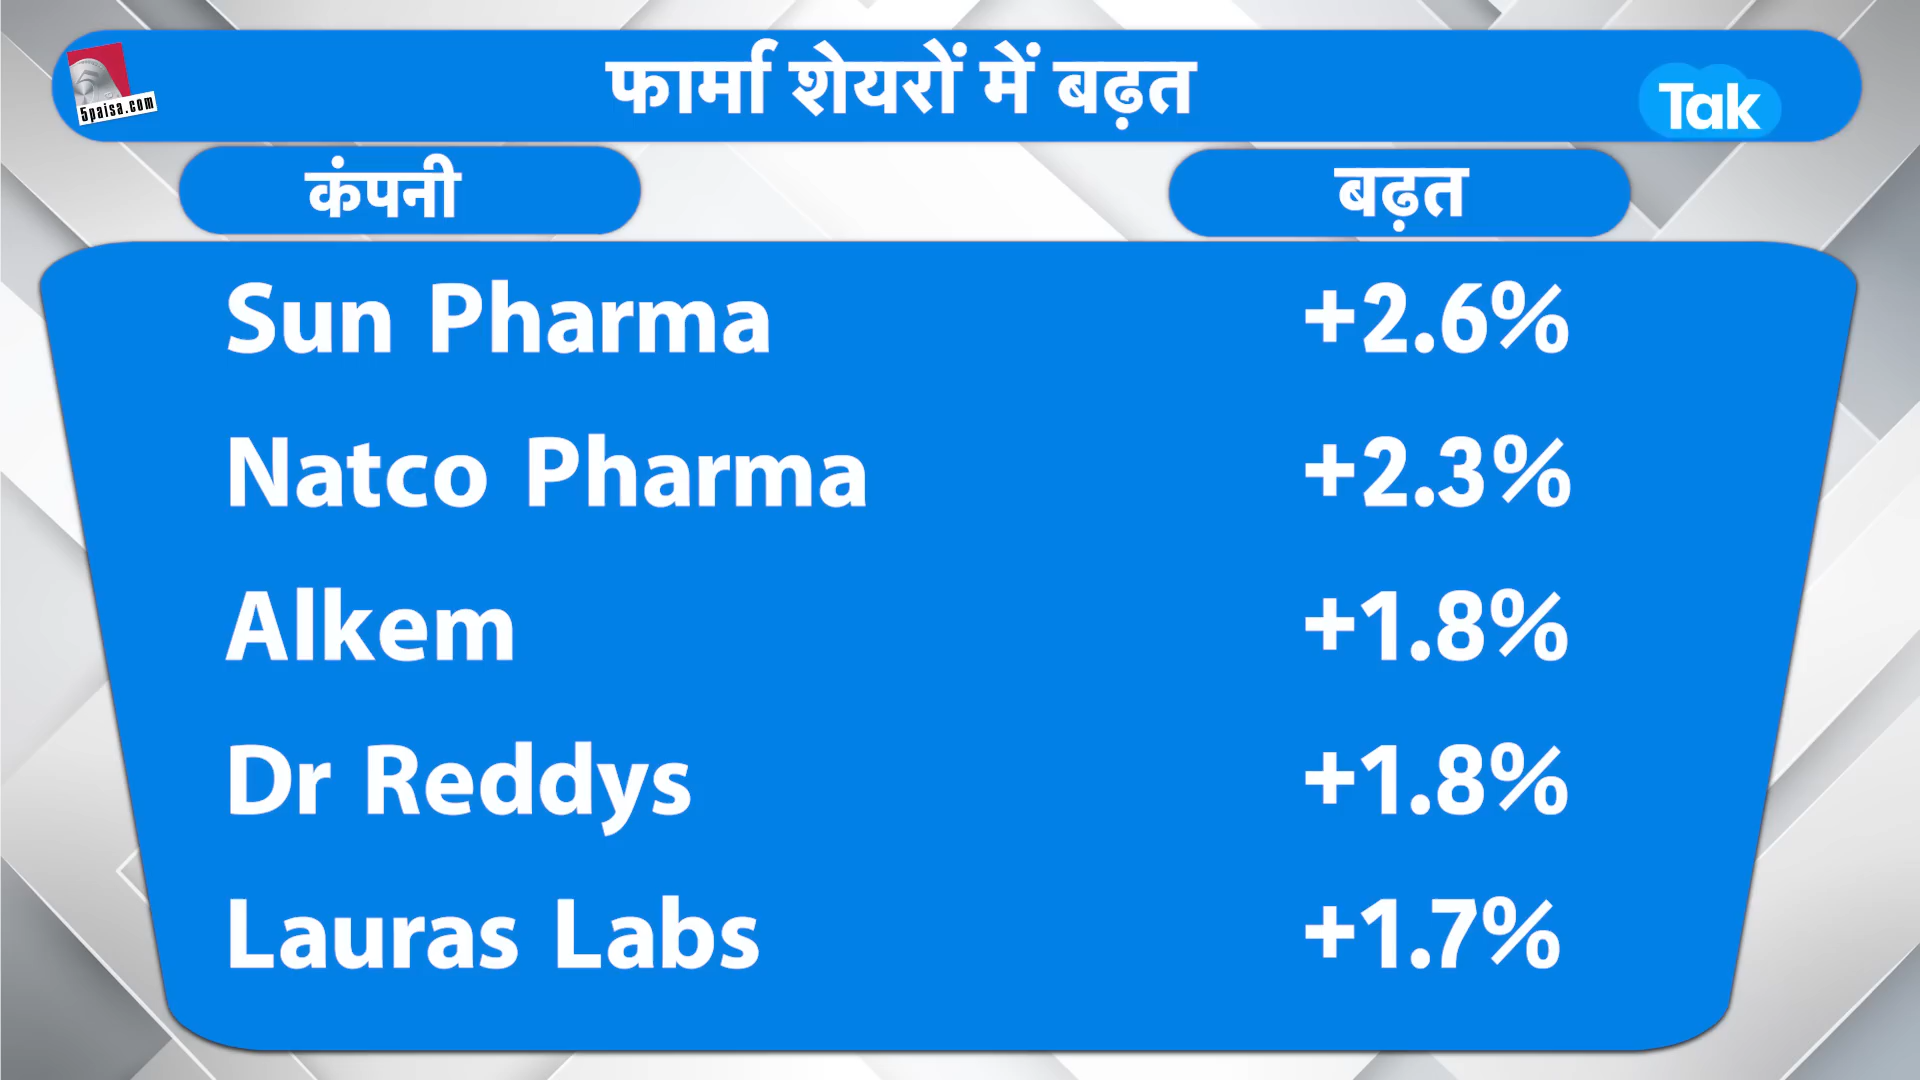 फार्मा शेयरों में बढ़त
5paisa.com
Tak
कंपनी बढ़त
Sun Pharma +2.6%
Natco Pharma +2.3%
Alkem +1.8%
Dr Reddys +1.8%
Lauras Labs +1.7%